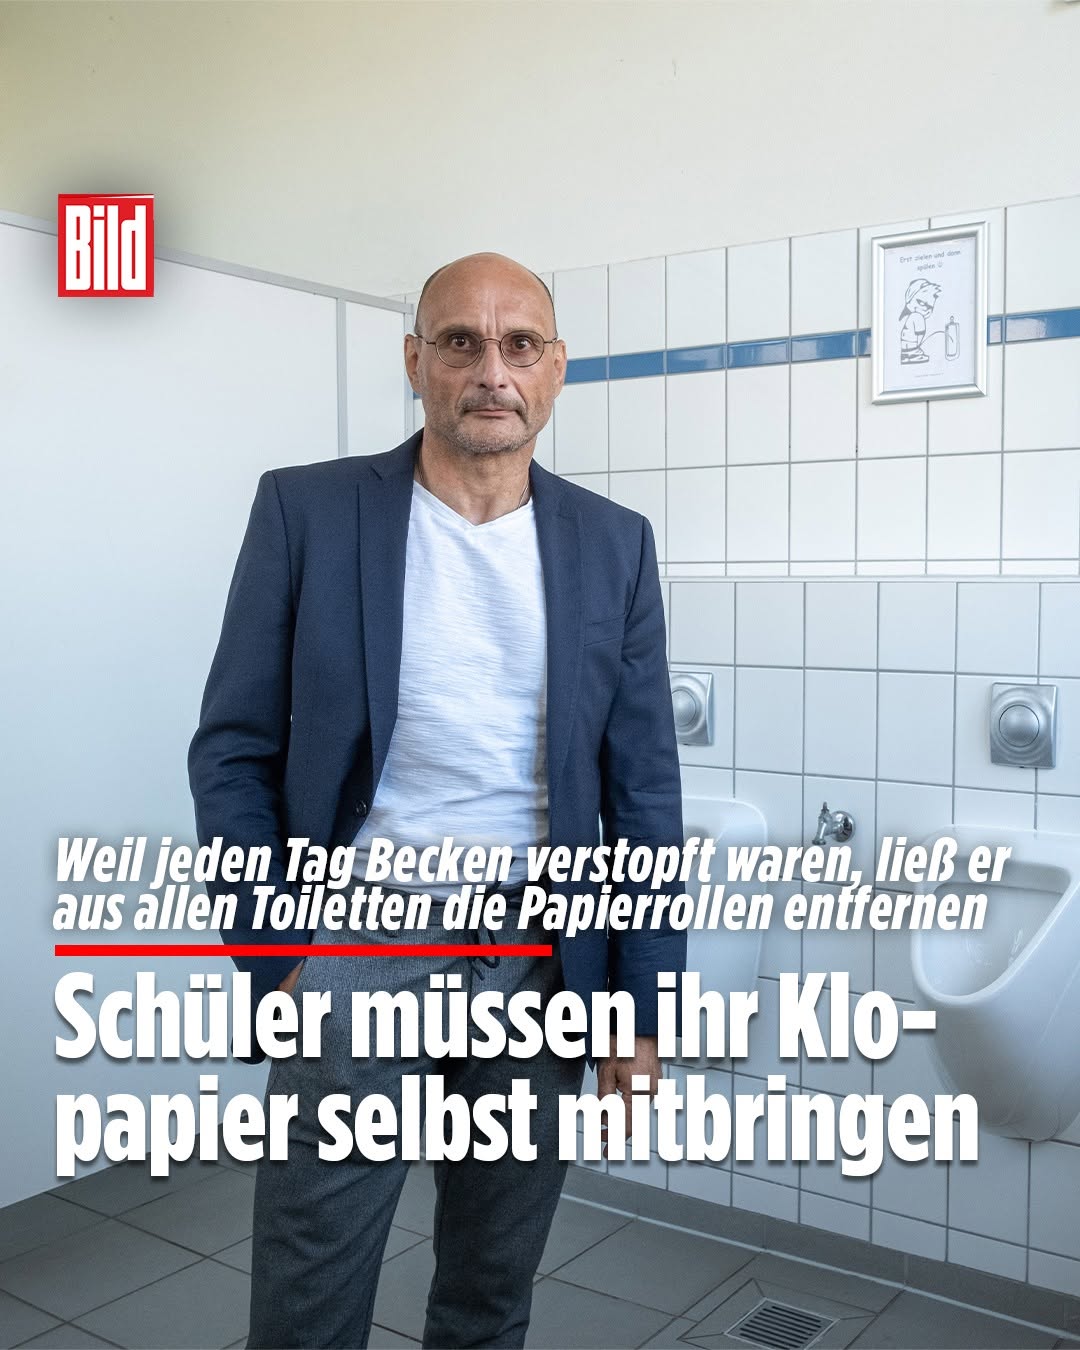 Bild
Erst zielen und dann
spülen ☺
Weil jeden Tag Becken verstopft waren, ließ er
aus allen Toiletten die Papierrollen entfernen
Schüler müssen ihr Klo-
papier selbst mitbringen